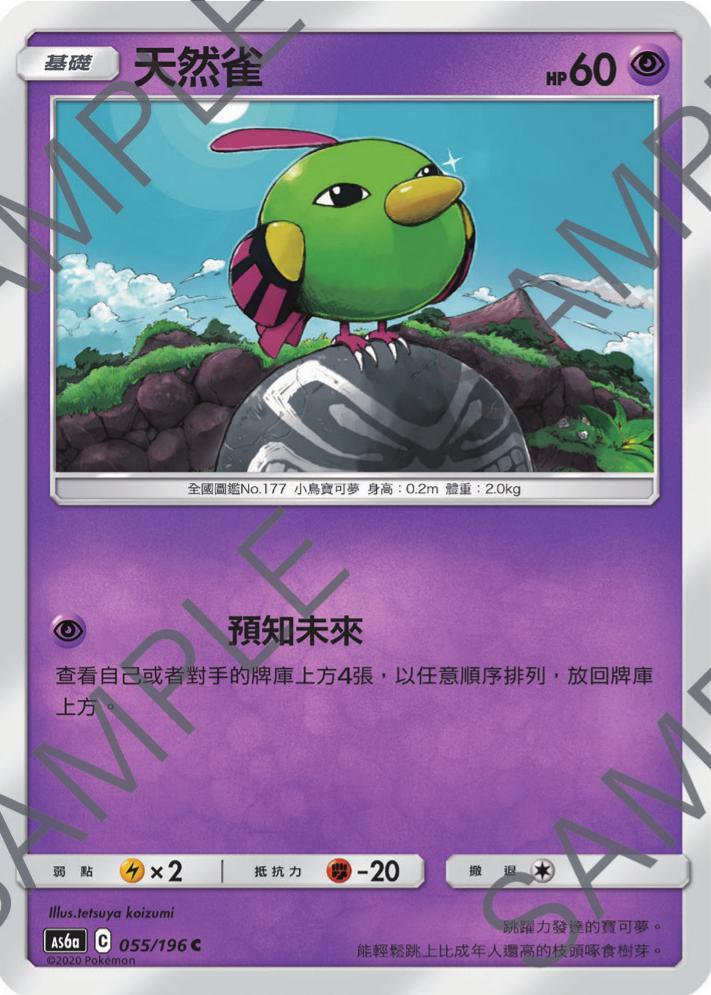 基礎
天然雀
HP60
全國圖鑑No.177 小鳥寶可夢 身高：0.2m 體重：2.0kg
預知未來
查看自己或者對手的牌庫上方4張，以任意順序排列，放回牌庫
上方。
弱點 ×2 抵抗力 -20 撤退
Illus.tetsuya koizumi
跳躍力發達的寶可夢。
AS6a C 055/196 C
能輕鬆跳上比成年人還高的枝頭啄食樹芽。
©2020 Pokémon
SAMPLE
SAMPLE
SAMPLE
SAMPLE